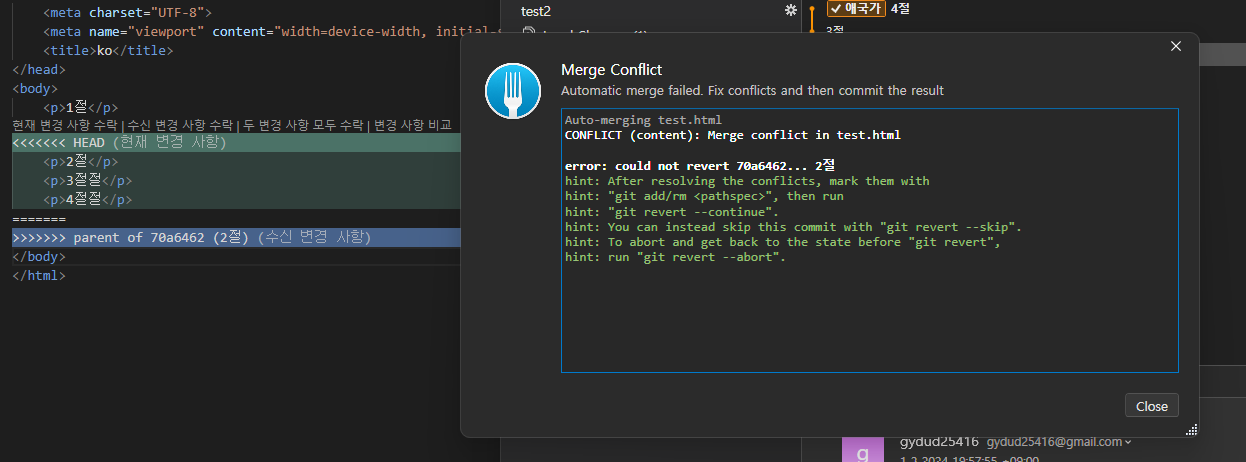 <meta charset="UTF-8">
<meta name="viewport" content="width=device-width, initial-s
<title>ko</title>
</head>
<body>
<p>1절</p>
현재 변경 사항 수락 | 수신 변경 사항 수락 | 두 변경 사항 모두 수락 | 변경 사항 비교
<<<<<<< HEAD (현재 변경 사항)
<p>2절</p>
<p>3절절</p>
<p>4절절</p>
=======
>>>>>>> parent of 70a6462 (2절) (수신 변경 사항)
</body>
</html>
test2
애국가 4절
3절
Merge Conflict
Automatic merge failed. Fix conflicts and then commit the result
Auto-merging test.html
CONFLICT (content): Merge conflict in test.html
error: could not revert 70a6462... 2절
hint: After resolving the conflicts, mark them with
hint: "git add/rm <pathspec>", then run
hint: "git revert --continue".
hint: You can instead skip this commit with "git revert --skip".
hint: To abort and get back to the state before "git revert",
hint: run "git revert --abort".
Close
g
gydud25416 gydud25416@gmail.com
1 2 2024 19:57:55 +09:00